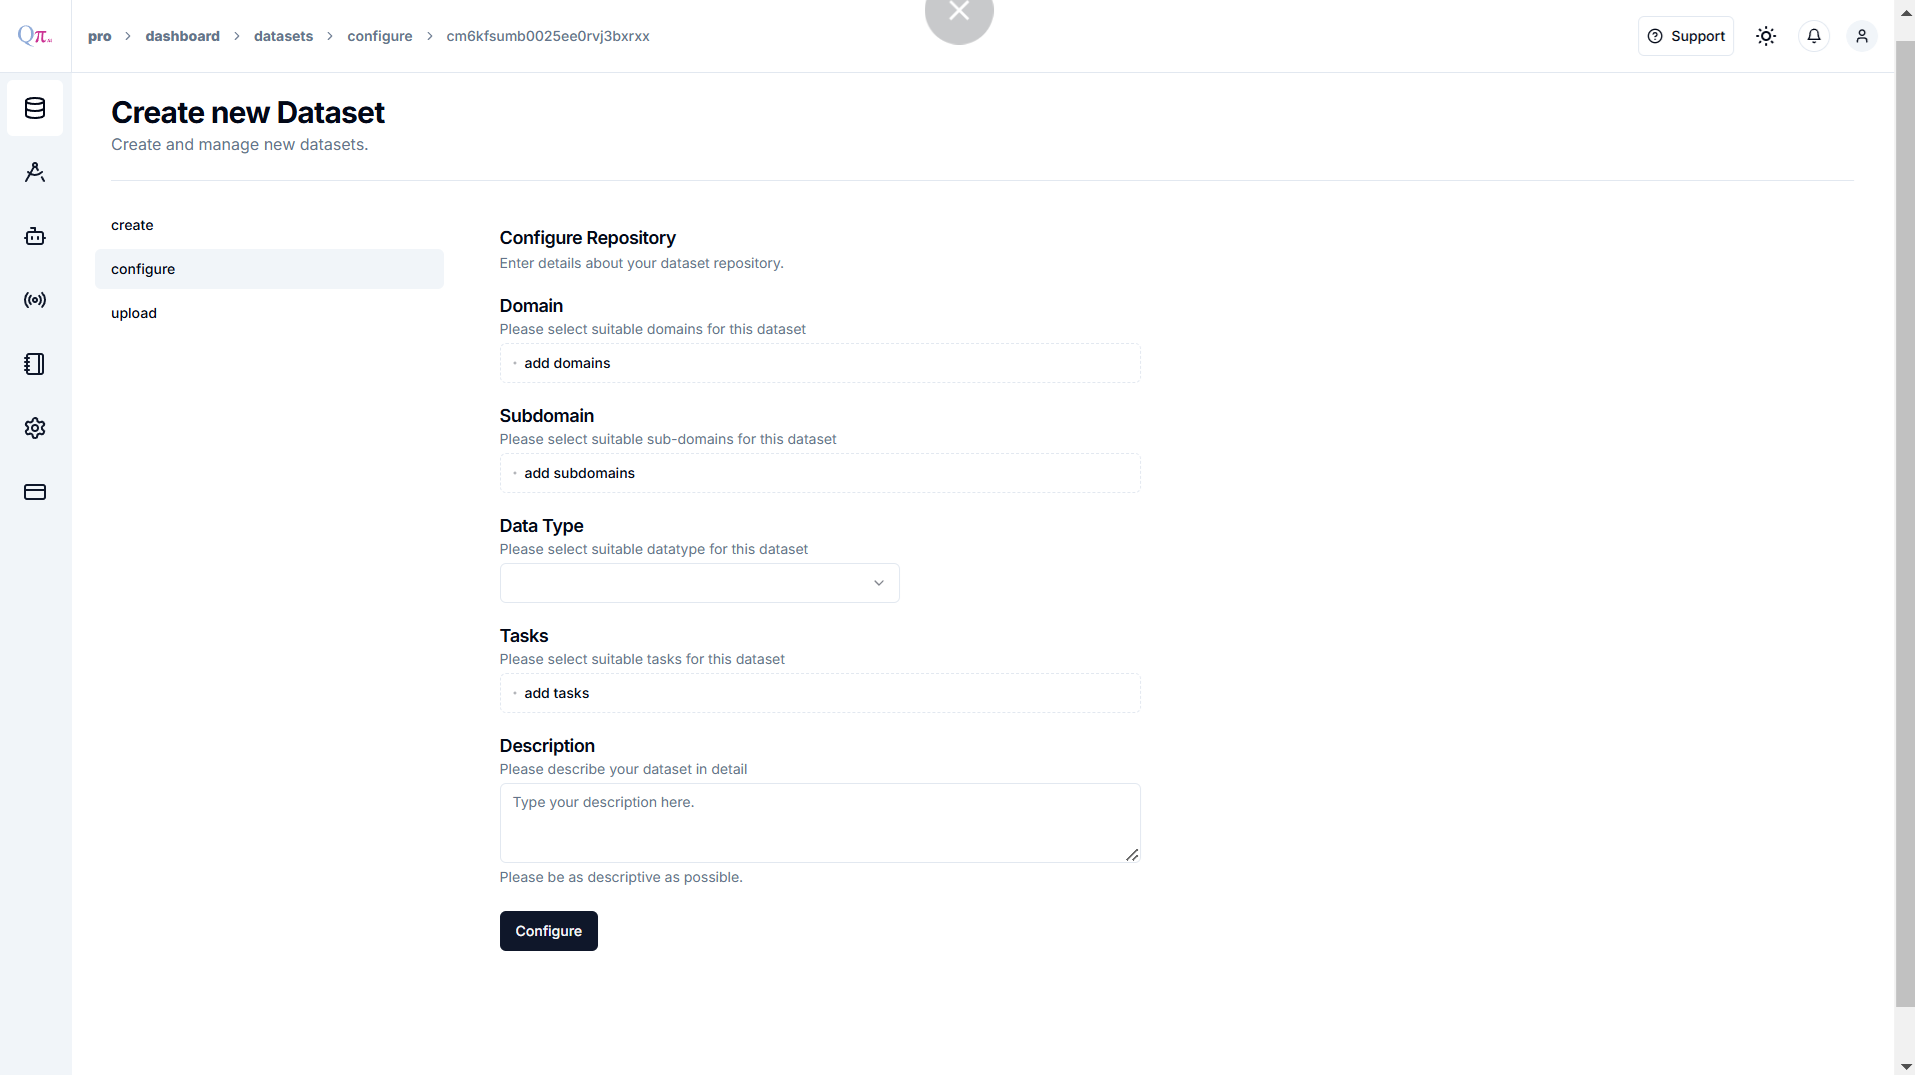 Qπ AI
pro > dashboard > datasets > configure > cm6kfsumb0025ee0rvj3bxrxx
Support
Create new Dataset
Create and manage new datasets.
create
configure
upload
Configure Repository
Enter details about your dataset repository.
Domain
Please select suitable domains for this dataset
add domains
Subdomain
Please select suitable sub-domains for this dataset
add subdomains
Data Type
Please select suitable datatype for this dataset
Tasks
Please select suitable tasks for this dataset
add tasks
Description
Please describe your dataset in detail
Type your description here.
Please be as descriptive as possible.
Configure